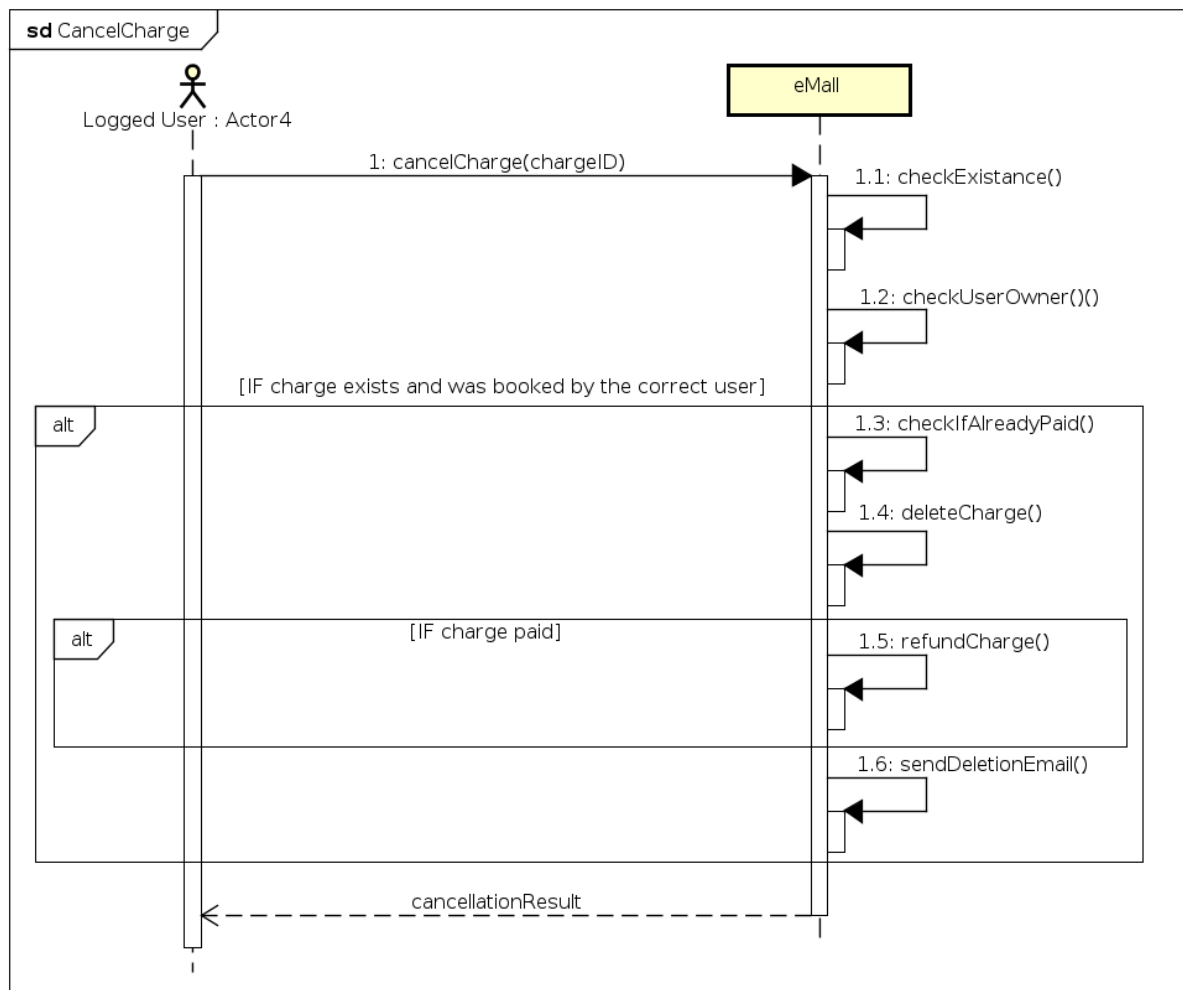 sd CancelCharge
Logged User : Actor4
eMall
1: cancelCharge(chargeID)
1.1: checkExistance()
1.2: checkUserOwner()()
[IF charge exists and was booked by the correct user]
alt
1.3: checkIfAlreadyPaid()
1.4: deleteCharge()
alt
[IF charge paid]
1.5: refundCharge()
1.6: sendDeletionEmail()
cancellationResult